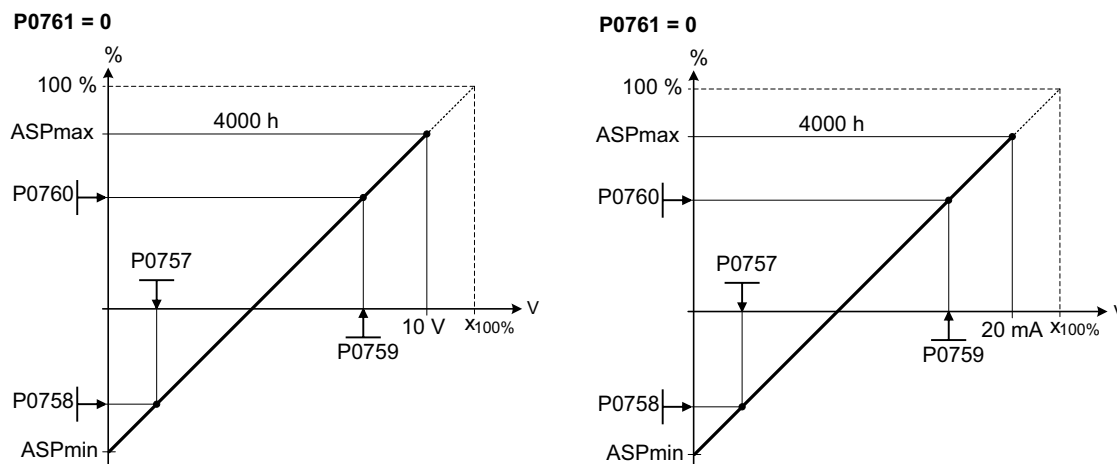 P0761 = 0
%
100 %
ASPmax
4000 h
P0760
P0757
V
10 V
x100%
P0759
P0758
ASPmin
P0761 = 0
%
100 %
ASPmax
4000 h
P0760
P0757
V
20 mA
x100%
P0759
P0758
ASPmin